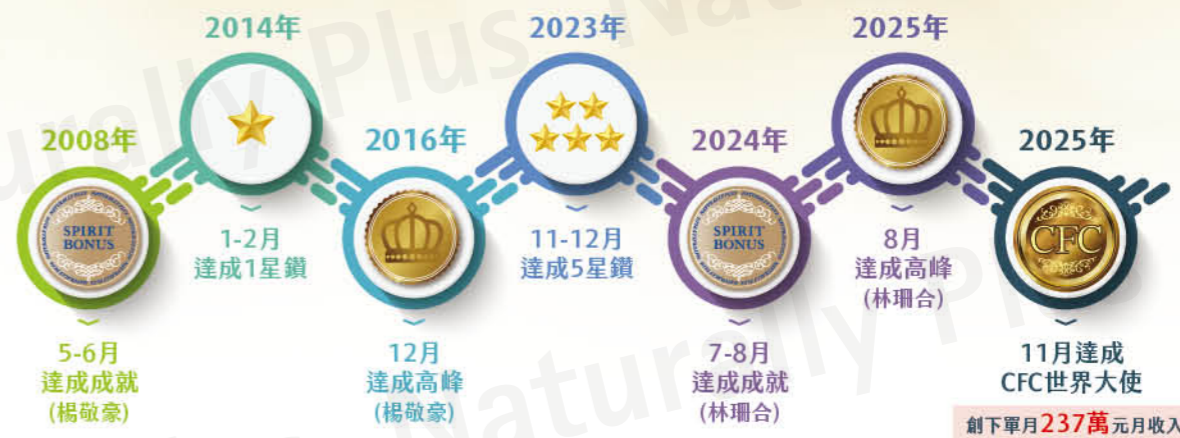 2008年
SPIRIT
BONUS
5-6月
達成成就
(楊敬豪)
2014年
1-2月
達成1星鑽
2016年
12月
達成高峰
(楊敬豪)
2023年
11-12月
達成5星鑽
2024年
SPIRIT
BONUS
7-8月
達成成就
(林珊合)
2025年
8月
達成高峰
(林珊合)
2025年
CFC
11月達成
CFC世界大使
創下單月237萬元月收入
Naturally Plus
Naturally Plus